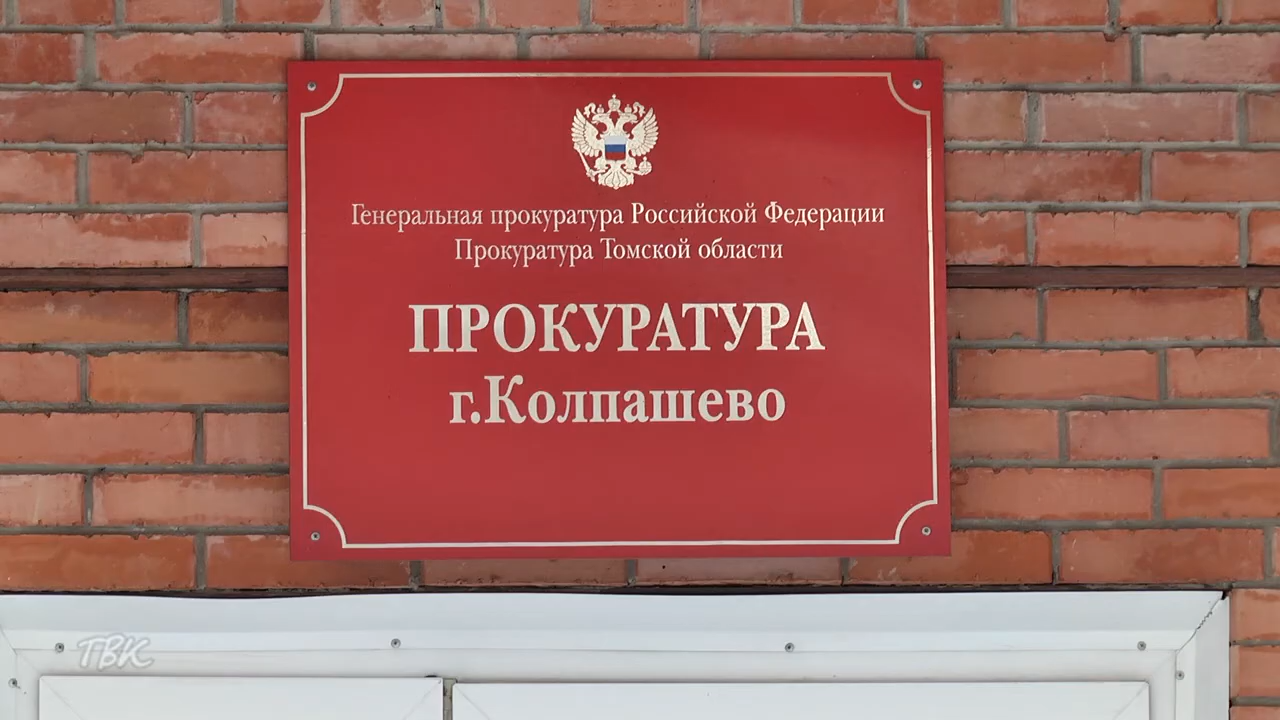 Генеральная прокуратура Российской Федерации
Прокуратура Томской области
ПРОКУРАТУРА
г.Колпашево
ТВК